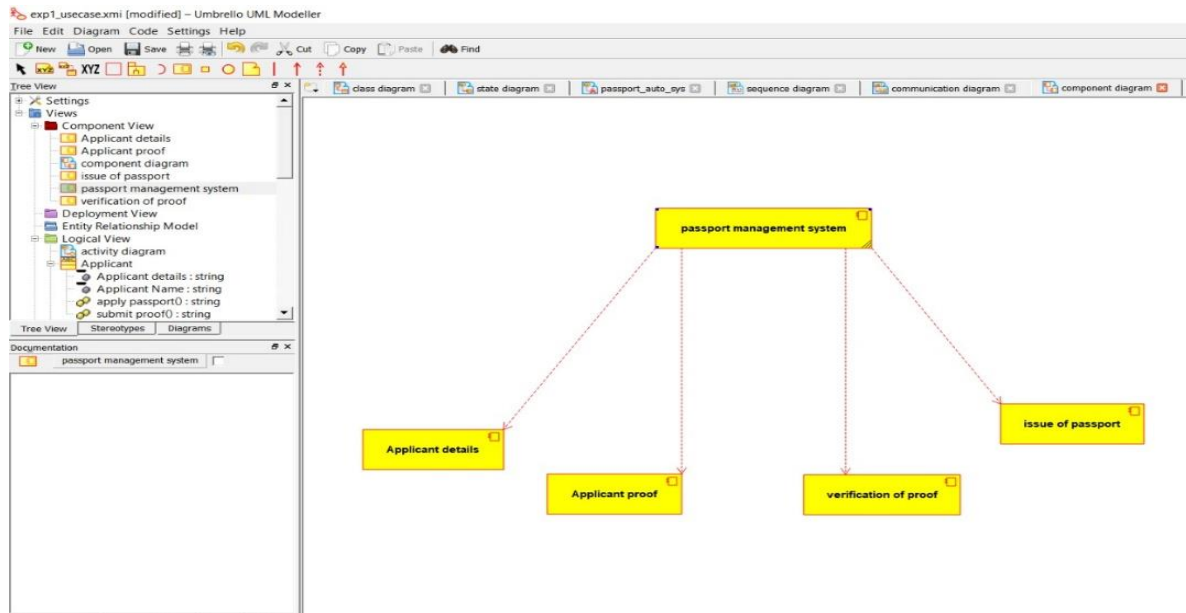 exp1_usecase.xmi [modified] – Umbrello UML Modeller
File Edit Diagram Code Settings Help
New Open Save Cut Copy Paste Find
XYZ XYZ
Tree View
class diagram state diagram passport_auto_sys sequence diagram communication diagram component diagram
Settings
Views
Component View
Applicant details
Applicant proof
component diagram
issue of passport
passport management system
verification of proof
Deployment View
Entity Relationship Model
Logical View
activity diagram
Applicant
Applicant details : string
Applicant Name : string
apply passport() : string
submit proof() : string
Tree View Stereotypes Diagrams
Documentation
passport management system
passport management system
issue of passport
Applicant details
Applicant proof
verification of proof